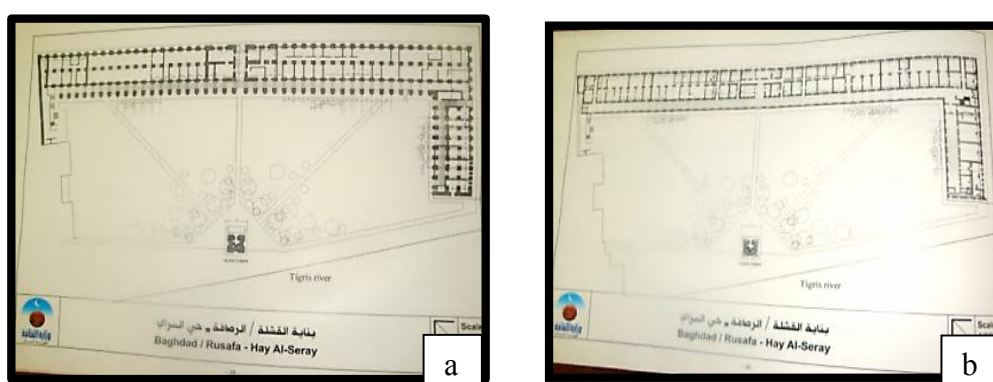 Tigris river
بناية القشلة / الرصافة - حي السراي
Baghdad / Rusafa - Hay Al-Seray
Scale
a
Tigris river
بناية القشلة / الرصافة - حي السراي
Baghdad / Rusafa - Hay Al-Seray
b